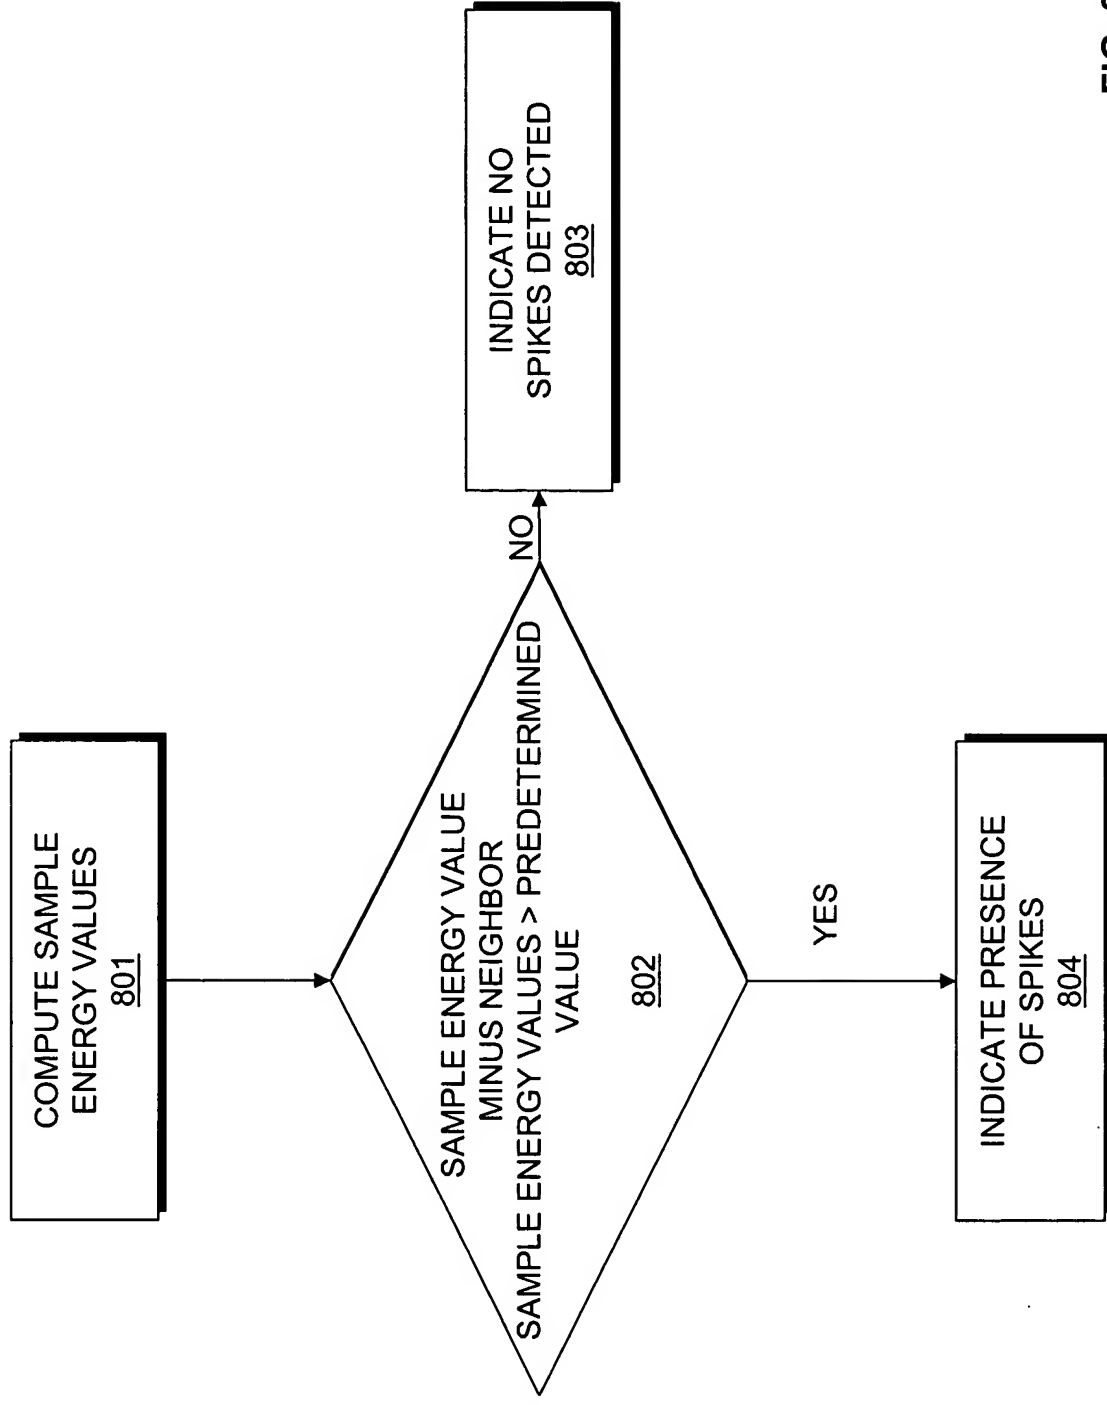 COMPUTE SAMPLE
ENERGY VALUES
801
SAMPLE ENERGY VALUE
MINUS NEIGHBOR
SAMPLE ENERGY VALUES > PREDETERMINED
VALUE
802
NO
INDICATE NO
SPIKES DETECTED
803
YES
INDICATE PRESENCE
OF SPIKES
804
FIG.